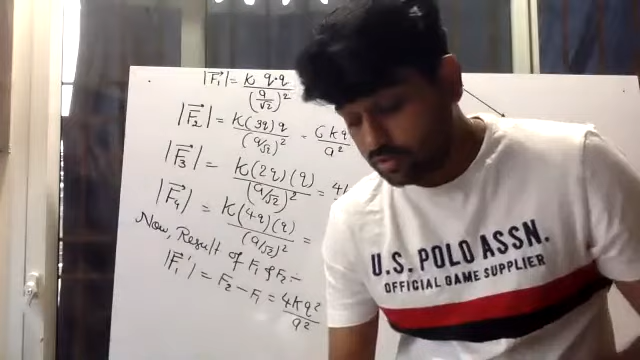 |F₁| = K q·q / (a/√2)²
|F₂| = K(3q)q / (a/√2)² = 6Kq / a²
|F₃| = K(2q)(q) / (a/√2)² = 4
|F₄| = K(4q)(q) / (a/√2)² =
Now, Result of F₁ & F₂:-
|F₁'| = F₂ - F₁ = 4Kq² / a²
U.S. POLO ASSN.
OFFICIAL GAME SUPPLIER